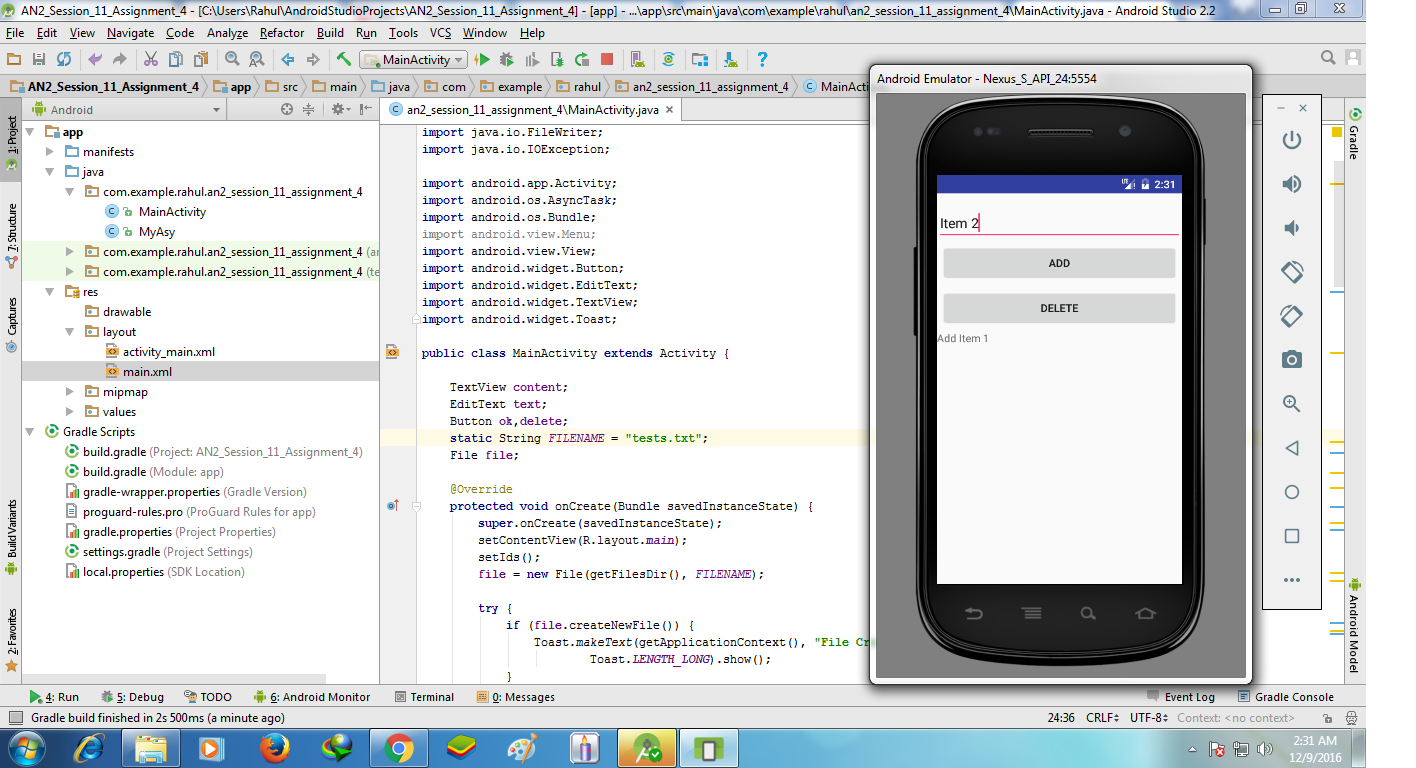 AN2_Session_11_Assignment_4 - [C:\Users\Rahul\AndroidStudioProjects\AN2_Session_11_Assignment_4] - [app] - ...\app\src\main\java\com\example\rahul\an2_session_11_assignment_4\MainActivity.java - Android Studio 2.2
File Edit View Navigate Code Analyze Refactor Build Run Tools VCS Window Help
MainActivity
AN2_Session_11_Assignment_4 app src main java com example rahul an2_session_11_assignment_4 MainActi
Android
an2_session_11_assignment_4\MainActivity.java
1: Project
7: Structure
Captures
Build Variants
2: Favorites
app
manifests
java
com.example.rahul.an2_session_11_assignment_4
MainActivity
MyAsy
com.example.rahul.an2_session_11_assignment_4 (an
com.example.rahul.an2_session_11_assignment_4 (te
res
drawable
layout
activity_main.xml
main.xml
mipmap
values
Gradle Scripts
build.gradle (Project: AN2_Session_11_Assignment_4)
build.gradle (Module: app)
gradle-wrapper.properties (Gradle Version)
proguard-rules.pro (ProGuard Rules for app)
gradle.properties (Project Properties)
settings.gradle (Project Settings)
local.properties (SDK Location)
import java.io.FileWriter;
import java.io.IOException;
import android.app.Activity;
import android.os.AsyncTask;
import android.os.Bundle;
import android.view.Menu;
import android.view.View;
import android.widget.Button;
import android.widget.EditText;
import android.widget.TextView;
import android.widget.Toast;
public class MainActivity extends Activity {
TextView content;
EditText text;
Button ok,delete;
static String FILENAME = "tests.txt";
File file;
@Override
protected void onCreate(Bundle savedInstanceState) {
super.onCreate(savedInstanceState);
setContentView(R.layout.main);
setIds();
file = new File(getFilesDir(), FILENAME);
try {
if (file.createNewFile()) {
Toast.makeText(getApplicationContext(), "File Cr
Toast.LENGTH_LONG).show();
}
Android Emulator - Nexus_S_API_24:5554
LTE 2:31
Item 2
ADD
DELETE
Add Item 1
Gradle
Android Model
4: Run 5: Debug TODO 6: Android Monitor Terminal 0: Messages Event Log Gradle Console
Gradle build finished in 2s 500ms (a minute ago) 24:36 CRLF UTF-8 Context: <no context>
2:31 AM
12/9/2016